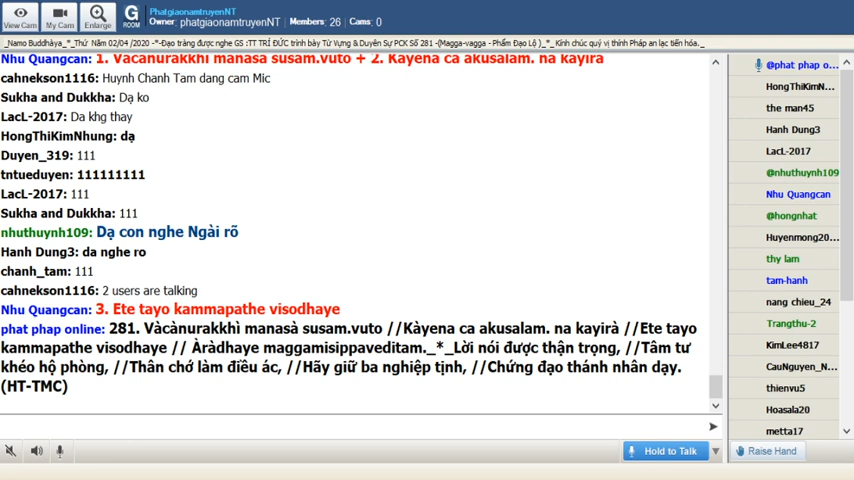 View Cam
My Cam
Enlarge
G
ROOM
PhatgiaonamtruyenNT
Owner: phatgiaonamtruyenNT | Members: 26 | Cams: 0
_Namo Buddhàya_*_Thứ Năm 02/04 /2020 -*-Đạo tràng được nghe GS :TT TRÍ ĐỨC trình bày Từ Vựng & Duyên Sự PCK Số 281 -(Magga-vagga - Phẩm Đạo Lộ )_*_ Kính chúc quý vị thính Pháp an lạc tiến hóa._
Nhu Quangcan: 1. Vàcànurakkhì manasà susam.vuto + 2. Kàyena ca akusalam. na kayirà
cahnekson1116: Huynh Chanh Tam dang cam Mic
Sukha and Dukkha: Dạ ko
LacL-2017: Da khg thay
HongThiKimNhung: dạ
Duyen_319: 111
tntueduyen: 111111111
LacL-2017: 111
Sukha and Dukkha: 111
nhuthuynh109: Dạ con nghe Ngài rõ
Hanh Dung3: da nghe ro
chanh_tam: 111
cahnekson1116: 2 users are talking
Nhu Quangcan: 3. Ete tayo kammapathe visodhaye
phat phap online: 281. Vàcànurakkhì manasà susam.vuto //Kàyena ca akusalam. na kayirà //Ete tayo
kammapathe visodhaye // Àràdhaye maggamisippaveditam._*_Lời nói được thận trọng, //Tâm tư
khéo hộ phòng, //Thân chớ làm điều ác, //Hãy giữ ba nghiệp tịnh, //Chứng đạo thánh nhân dạy.
(HT-TMC)
@phat phap o...
HongThiKimN...
the man45
Hanh Dung3
LacL-2017
@nhuthuynh109
Nhu Quangcan
@hongnhat
Huyenmong20...
thy lam
tam-hanh
nang chieu_24
Trangthu-2
KimLee4817
CauNguyen_N...
thienvu5
Hoasala20
metta17
Hold to Talk
Raise Hand